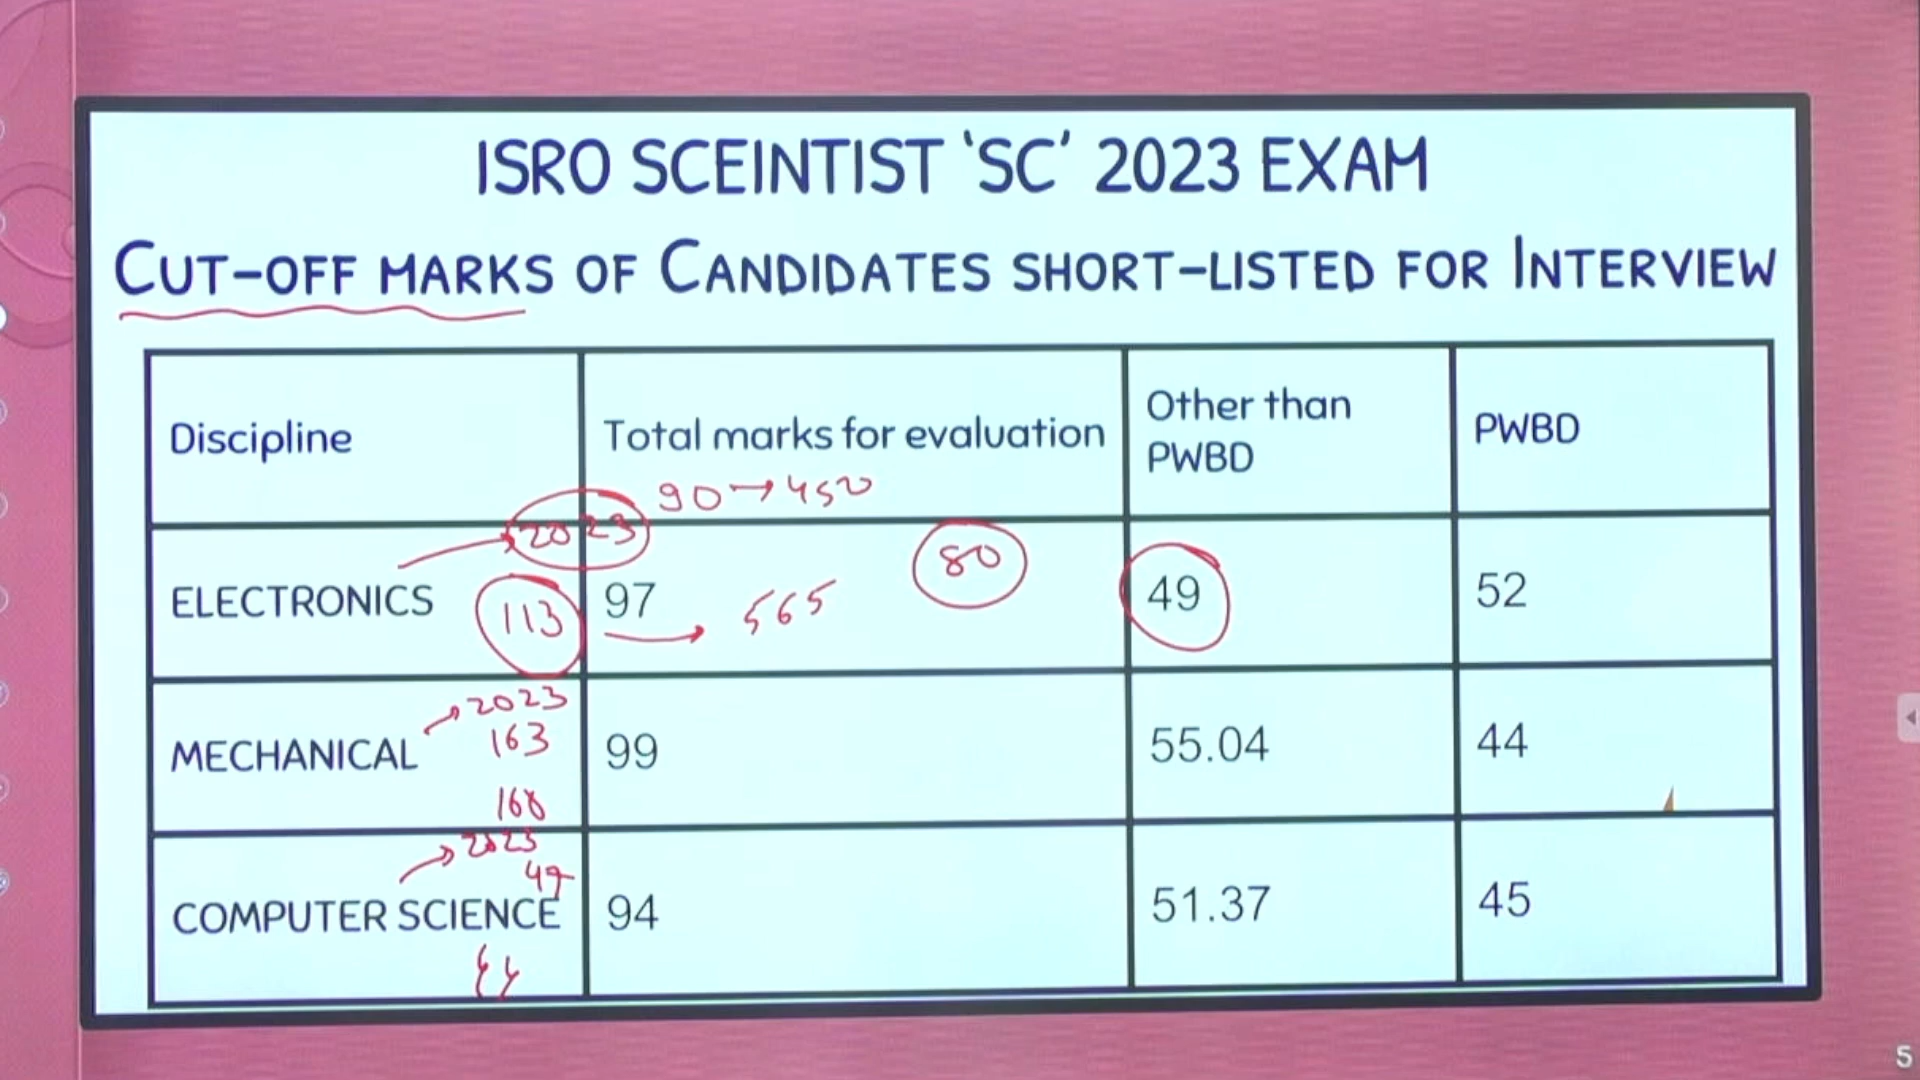 ISRO SCEINTIST 'SC' 2023 EXAM
CUT-OFF MARKS OF CANDIDATES SHORT-LISTED FOR INTERVIEW
Discipline Total marks for evaluation Other than PWBD PWBD
90→450
2023
ELECTRONICS 113 97 → 565 80 49 52
2023
163
MECHANICAL 99 55.04 44
168
2023
49
COMPUTER SCIENCE 94 51.37 45
5